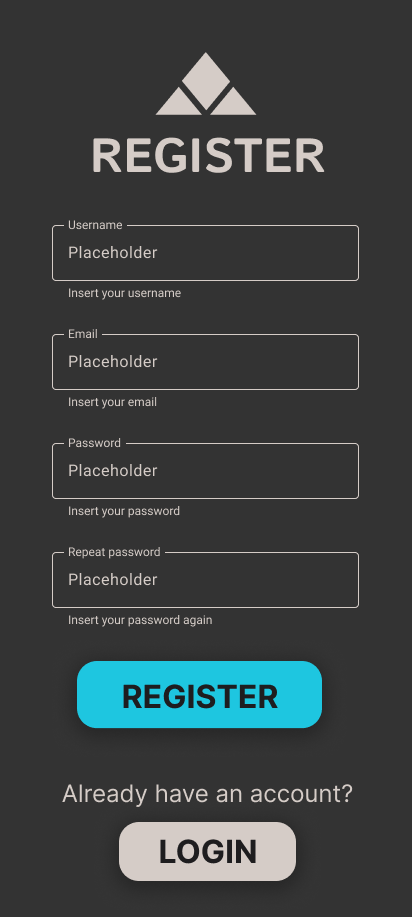 REGISTER
Username
Placeholder
Insert your username
Email
Placeholder
Insert your email
Password
Placeholder
Insert your password
Repeat password
Placeholder
Insert your password again
REGISTER
Already have an account?
LOGIN